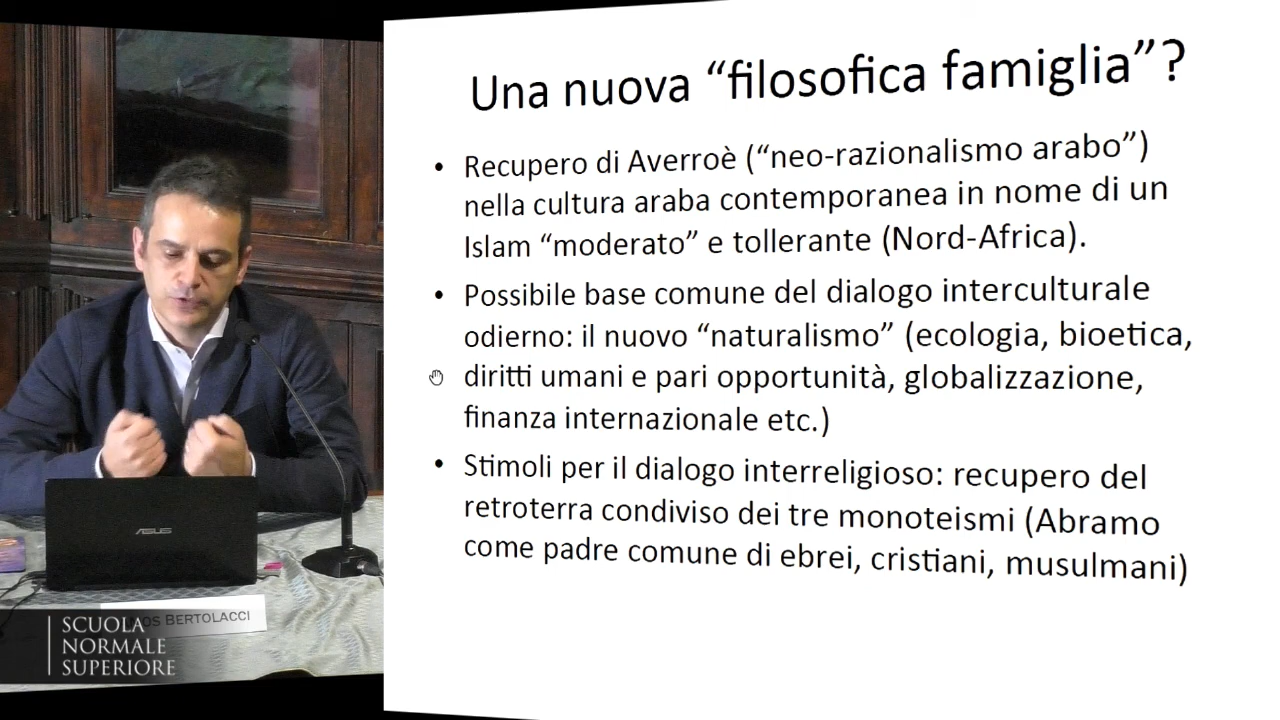 Una nuova “filosofica famiglia”?
• Recupero di Averroè (“neo-razionalismo arabo”)
nella cultura araba contemporanea in nome di un
Islam “moderato” e tollerante (Nord-Africa).
• Possibile base comune del dialogo interculturale
odierno: il nuovo “naturalismo” (ecologia, bioetica,
diritti umani e pari opportunità, globalizzazione,
finanza internazionale etc.)
• Stimoli per il dialogo interreligioso: recupero del
retroterra condiviso dei tre monoteismi (Abramo
come padre comune di ebrei, cristiani, musulmani)
ASUS
BERTOLACCI
SCUOLA
NORMALE
SUPERIORE